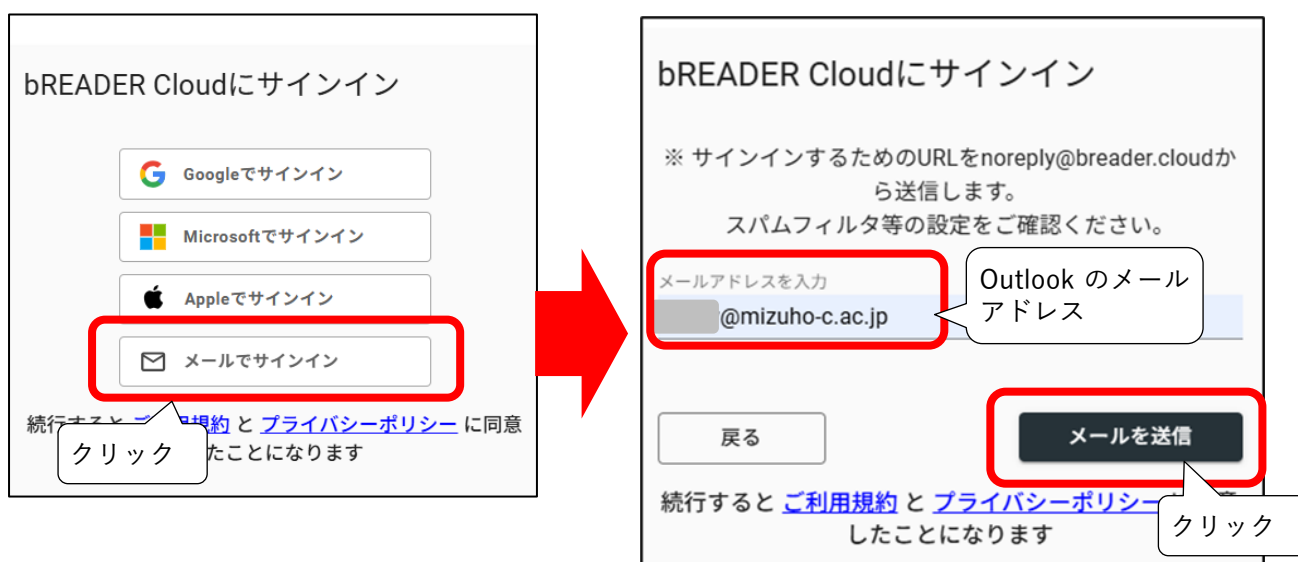 bREADER Cloudにサインイン
Googleでサインイン
Microsoftでサインイン
Appleでサインイン
メールでサインイン
続行すると ご利用規約 と プライバシーポリシー に同意
たことになります
クリック
bREADER Cloudにサインイン
※ サインインするためのURLをnoreply@breader.cloudか
ら送信します。
スパムフィルタ等の設定をご確認ください。
メールアドレスを入力
@mizuho-c.ac.jp
Outlook のメール
アドレス
戻る
メールを送信
続行すると ご利用規約 と プライバシーポリシー
したことになります
クリック